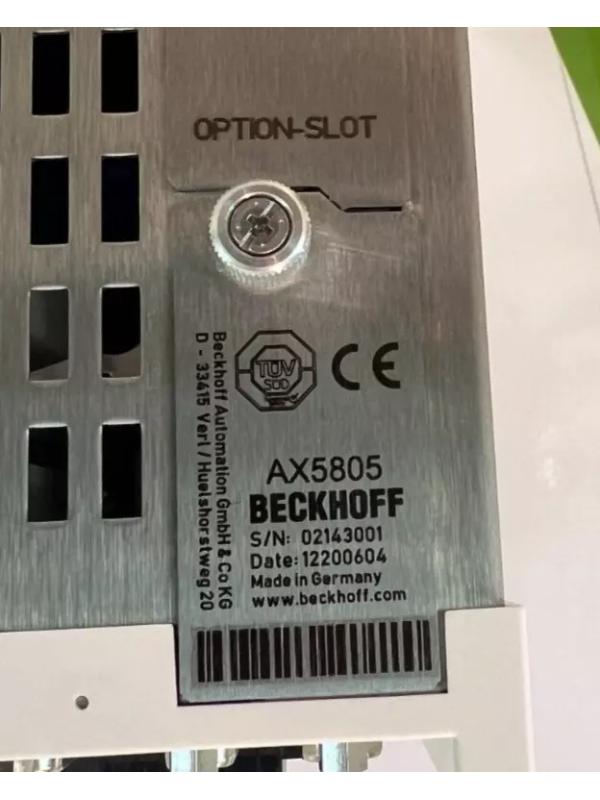 OPTION-SLOT
TÜV
SÜD
CE
Beckhoff Automation GmbH & Co KG
D - 33415 Verl / Huelshorstweg 20
AX5805
BECKHOFF
S/N: 02143001
Date: 12200604
Made in Germany
www.beckhoff.com